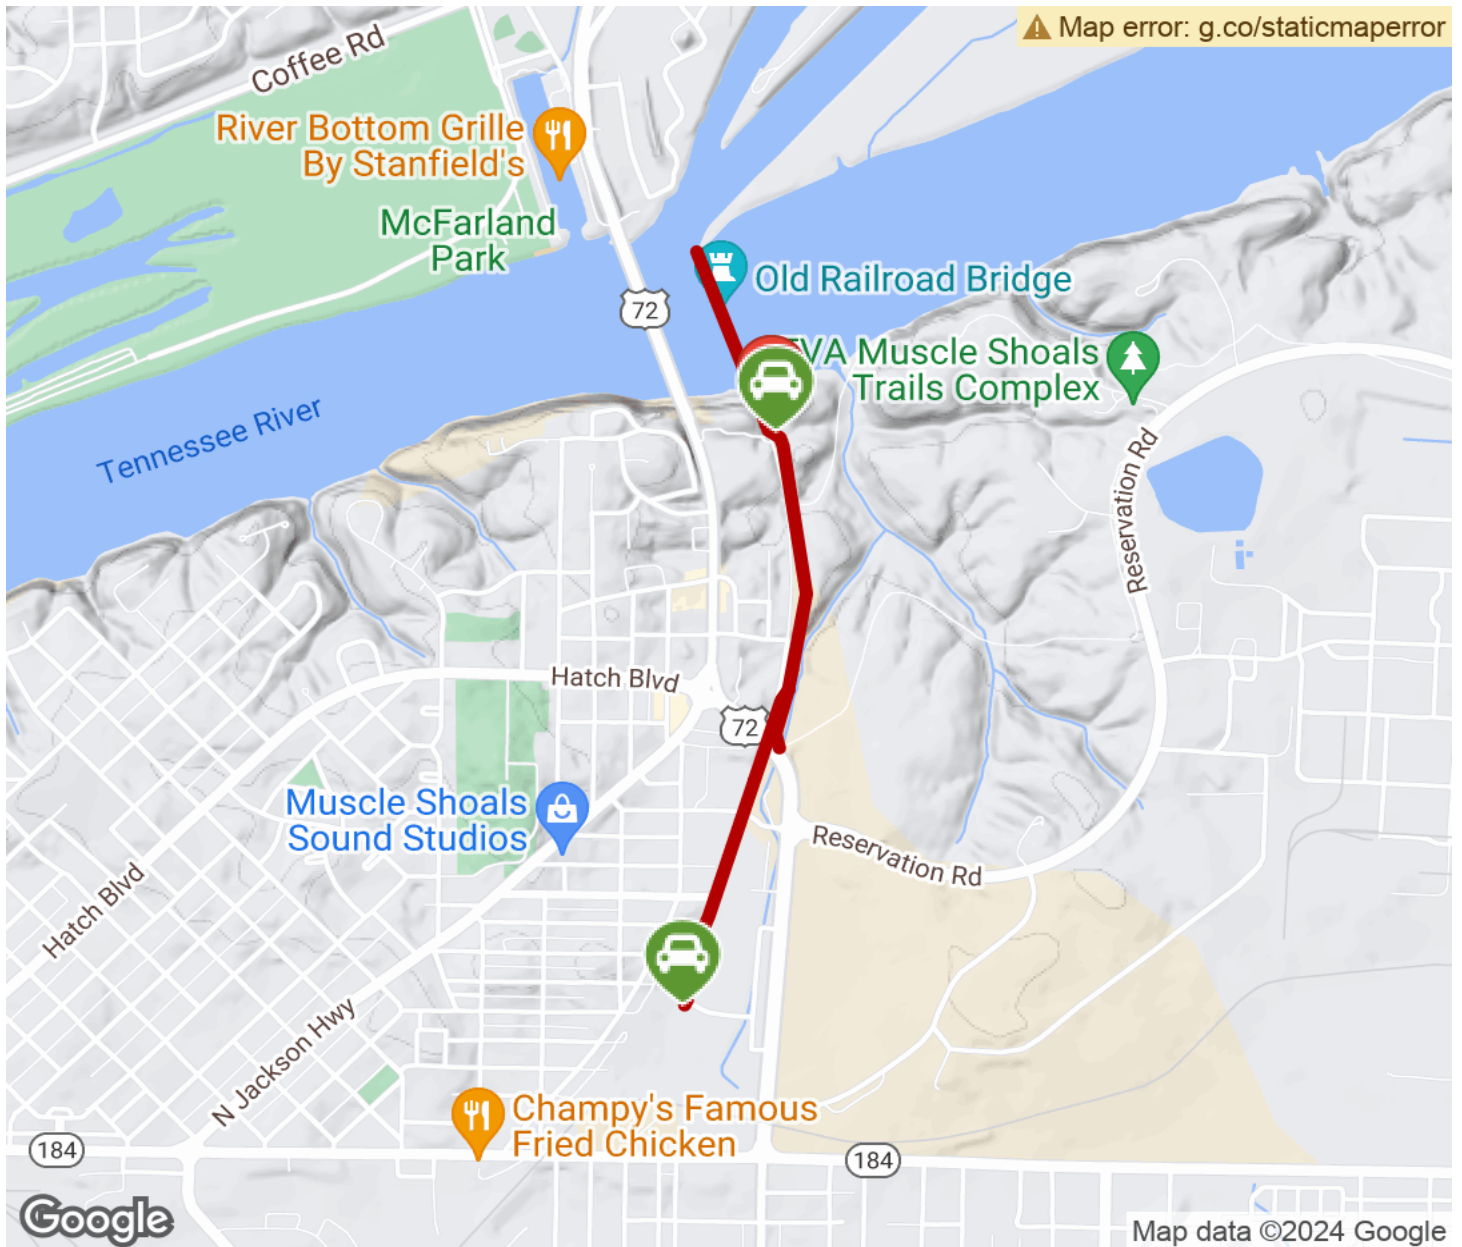 Map error: g.co/staticmaperror
Coffee Rd
River Bottom Grille
By Stanfield's
McFarland
Park
Old Railroad Bridge
72
TVA Muscle Shoals
Trails Complex
Tennessee River
Reservation Rd
Hatch Blvd
72
Muscle Shoals
Sound Studios
Reservation Rd
Hatch Blvd
N Jackson Hwy
Champy's Famous
Fried Chicken
184
184
Google
Map data ©2024 Google